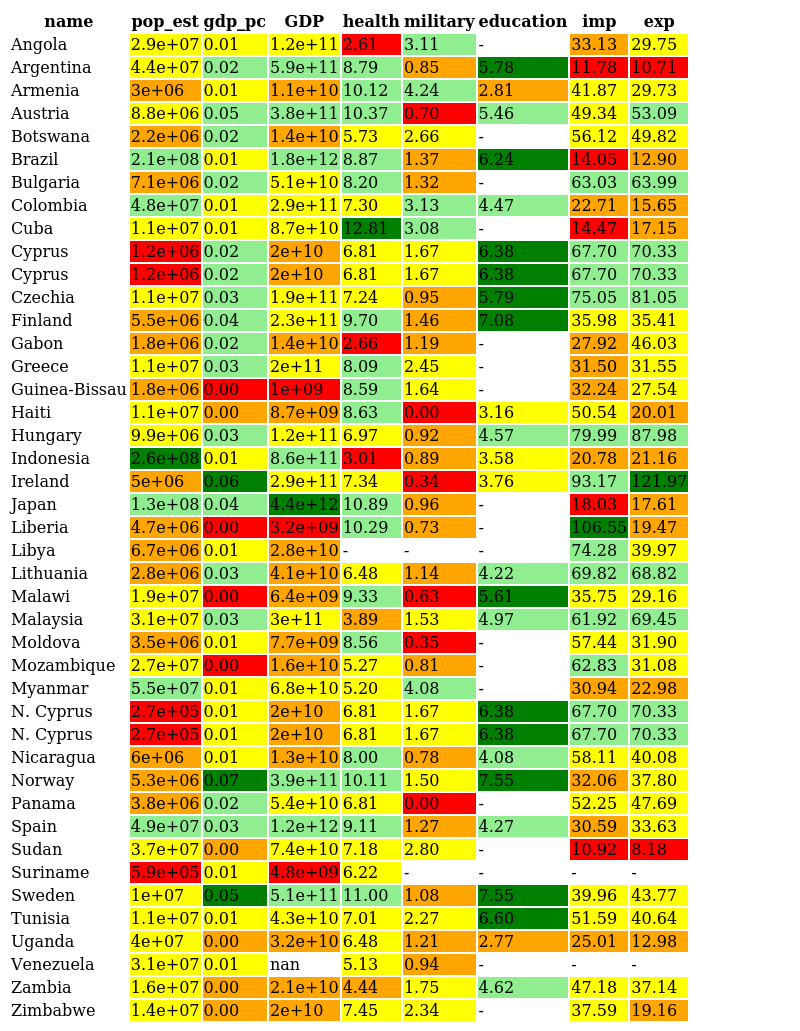 name pop_est gdp_pc GDP health military education imp exp
Angola 2.9e+07 0.01 1.2e+11 2.61 3.11 - 33.13 29.75
Argentina 4.4e+07 0.02 5.9e+11 8.79 0.85 5.78 11.78 10.71
Armenia 3e+06 0.01 1.1e+10 10.12 4.24 2.81 41.87 29.73
Austria 8.8e+06 0.05 3.8e+11 10.37 0.70 5.46 49.34 53.09
Botswana 2.2e+06 0.02 1.4e+10 5.73 2.66 - 56.12 49.82
Brazil 2.1e+08 0.01 1.8e+12 8.87 1.37 6.24 14.05 12.90
Bulgaria 7.1e+06 0.02 5.1e+10 8.20 1.32 - 63.03 63.99
Colombia 4.8e+07 0.01 2.9e+11 7.30 3.13 4.47 22.71 15.65
Cuba 1.1e+07 0.01 8.7e+10 12.81 3.08 - 14.47 17.15
Cyprus 1.2e+06 0.02 2e+10 6.81 1.67 6.38 67.70 70.33
Cyprus 1.2e+06 0.02 2e+10 6.81 1.67 6.38 67.70 70.33
Czechia 1.1e+07 0.03 1.9e+11 7.24 0.95 5.79 75.05 81.05
Finland 5.5e+06 0.04 2.3e+11 9.70 1.46 7.08 35.98 35.41
Gabon 1.8e+06 0.02 1.4e+10 2.66 1.19 - 27.92 46.03
Greece 1.1e+07 0.03 2e+11 8.09 2.45 - 31.50 31.55
Guinea-Bissau 1.8e+06 0.00 1e+09 8.59 1.64 - 32.24 27.54
Haiti 1.1e+07 0.00 8.7e+09 8.63 0.00 3.16 50.54 20.01
Hungary 9.9e+06 0.03 1.2e+11 6.97 0.92 4.57 79.99 87.98
Indonesia 2.6e+08 0.01 8.6e+11 3.01 0.89 3.58 20.78 21.16
Ireland 5e+06 0.06 2.9e+11 7.34 0.34 3.76 93.17 121.97
Japan 1.3e+08 0.04 4.4e+12 10.89 0.96 - 18.03 17.61
Liberia 4.7e+06 0.00 3.2e+09 10.29 0.73 - 106.55 19.47
Libya 6.7e+06 0.01 2.8e+10 - - - 74.28 39.97
Lithuania 2.8e+06 0.03 4.1e+10 6.48 1.14 4.22 69.82 68.82
Malawi 1.9e+07 0.00 6.4e+09 9.33 0.63 5.61 35.75 29.16
Malaysia 3.1e+07 0.03 3e+11 3.89 1.53 4.97 61.92 69.45
Moldova 3.5e+06 0.01 7.7e+09 8.56 0.35 - 57.44 31.90
Mozambique 2.7e+07 0.00 1.6e+10 5.27 0.81 - 62.83 31.08
Myanmar 5.5e+07 0.01 6.8e+10 5.20 4.08 - 30.94 22.98
N. Cyprus 2.7e+05 0.01 2e+10 6.81 1.67 6.38 67.70 70.33
N. Cyprus 2.7e+05 0.01 2e+10 6.81 1.67 6.38 67.70 70.33
Nicaragua 6e+06 0.01 1.3e+10 8.00 0.78 4.08 58.11 40.08
Norway 5.3e+06 0.07 3.9e+11 10.11 1.50 7.55 32.06 37.80
Panama 3.8e+06 0.02 5.4e+10 6.81 0.00 - 52.25 47.69
Spain 4.9e+07 0.03 1.2e+12 9.11 1.27 4.27 30.59 33.63
Sudan 3.7e+07 0.00 7.4e+10 7.18 2.80 - 10.92 8.18
Suriname 5.9e+05 0.01 4.8e+09 6.22 - - - -
Sweden 1e+07 0.05 5.1e+11 11.00 1.08 7.55 39.96 43.77
Tunisia 1.1e+07 0.01 4.3e+10 7.01 2.27 6.60 51.59 40.64
Uganda 4e+07 0.00 3.2e+10 6.48 1.21 2.77 25.01 12.98
Venezuela 3.1e+07 0.01 nan 5.13 0.94 - - -
Zambia 1.6e+07 0.00 2.1e+10 4.44 1.75 4.62 47.18 37.14
Zimbabwe 1.4e+07 0.00 2e+10 7.45 2.34 - 37.59 19.16